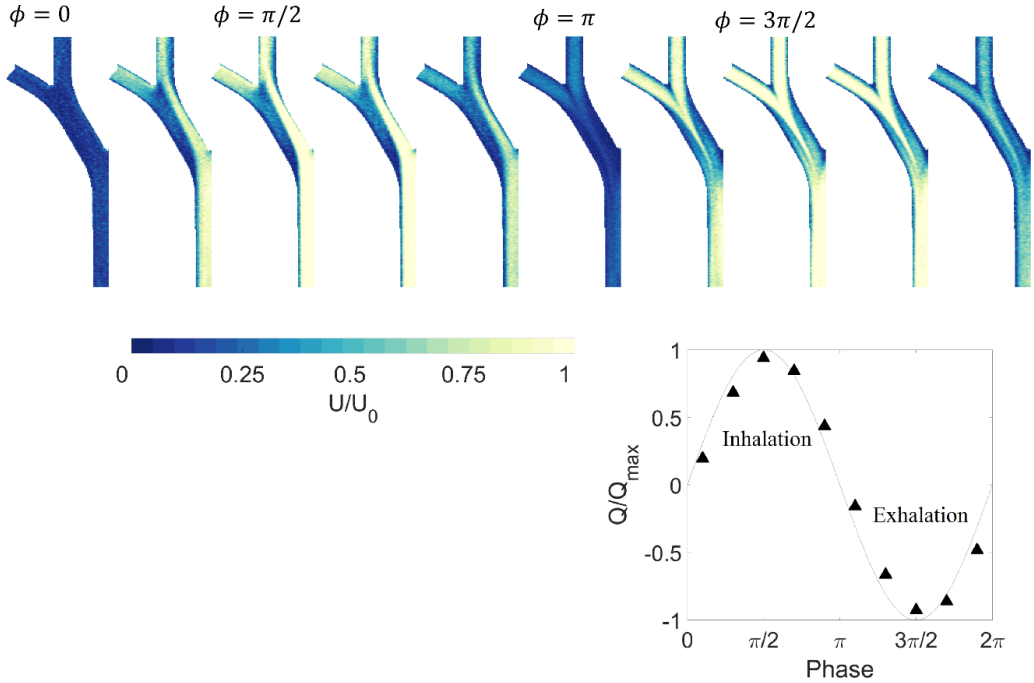 ϕ = 0
ϕ = π/2
ϕ = π
ϕ = 3π/2
0 0.25 0.5 0.75 1
U/U₀
1
0.5
0
-0.5
-1
Q/Q_max
Inhalation
Exhalation
0 π/2 π 3π/2 2π
Phase